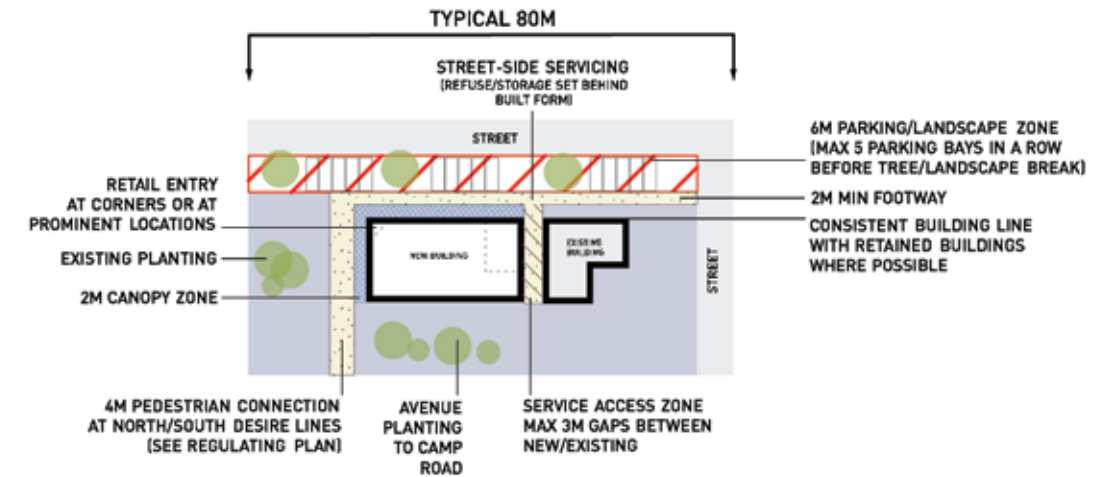 TYPICAL 80M
STREET-SIDE SERVICING
(REFUSE/STORAGE SET BEHIND
BUILT FORM)
STREET
6M PARKING/LANDSCAPE ZONE
(MAX 5 PARKING BAYS IN A ROW
BEFORE TREE/LANDSCAPE BREAK)
RETAIL ENTRY
AT CORNERS OR AT
PROMINENT LOCATIONS
2M MIN FOOTWAY
CONSISTENT BUILDING LINE
WITH RETAINED BUILDINGS
WHERE POSSIBLE
EXISTING PLANTING
NEW BUILDING
EXISTING
BUILDING
STREET
2M CANOPY ZONE
4M PEDESTRIAN CONNECTION
AT NORTH/SOUTH DESIRE LINES
(SEE REGULATING PLAN)
AVENUE
PLANTING
TO CAMP
ROAD
SERVICE ACCESS ZONE
MAX 3M GAPS BETWEEN
NEW/EXISTING